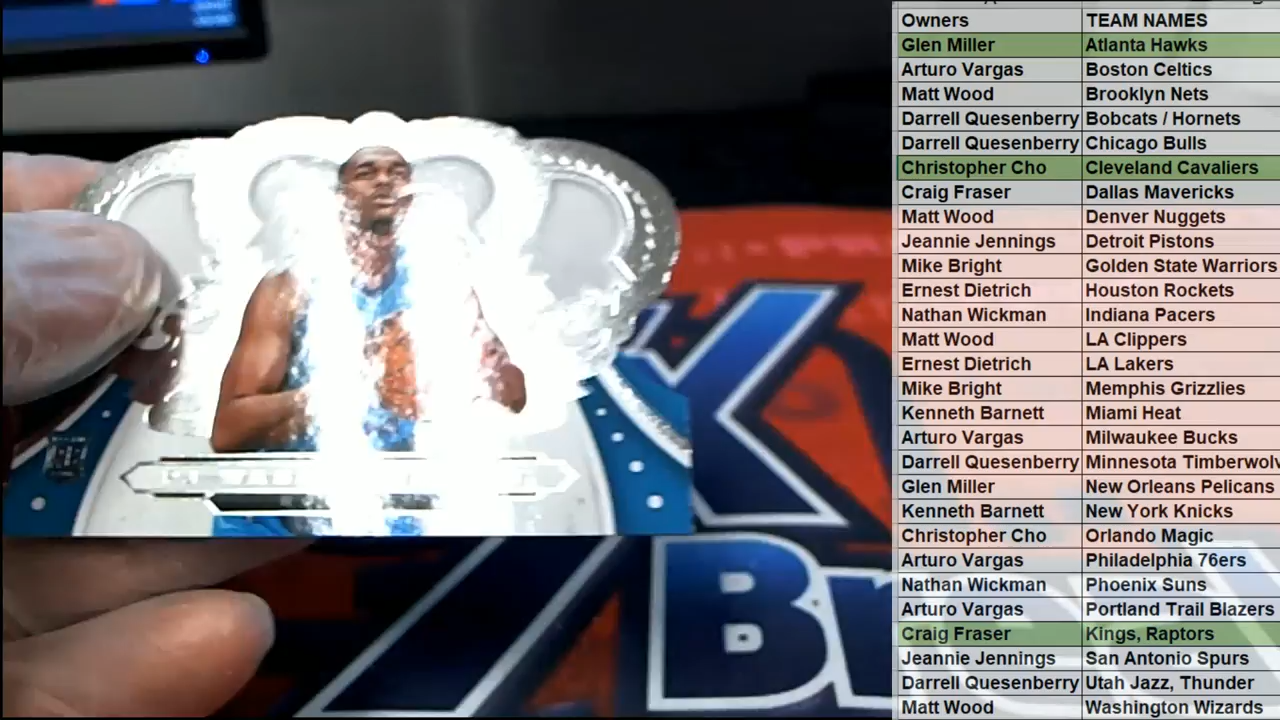 Owners TEAM NAMES
Glen Miller Atlanta Hawks
Arturo Vargas Boston Celtics
Matt Wood Brooklyn Nets
Darrell Quesenberry Bobcats / Hornets
Darrell Quesenberry Chicago Bulls
Christopher Cho Cleveland Cavaliers
Craig Fraser Dallas Mavericks
Matt Wood Denver Nuggets
Jeannie Jennings Detroit Pistons
Mike Bright Golden State Warriors
Ernest Dietrich Houston Rockets
Nathan Wickman Indiana Pacers
Matt Wood LA Clippers
Ernest Dietrich LA Lakers
Mike Bright Memphis Grizzlies
Kenneth Barnett Miami Heat
Arturo Vargas Milwaukee Bucks
Darrell Quesenberry Minnesota Timberwolv
Glen Miller New Orleans Pelicans
Kenneth Barnett New York Knicks
Christopher Cho Orlando Magic
Arturo Vargas Philadelphia 76ers
Nathan Wickman Phoenix Suns
Arturo Vargas Portland Trail Blazers
Craig Fraser Kings, Raptors
Jeannie Jennings San Antonio Spurs
Darrell Quesenberry Utah Jazz, Thunder
Matt Wood Washington Wizards